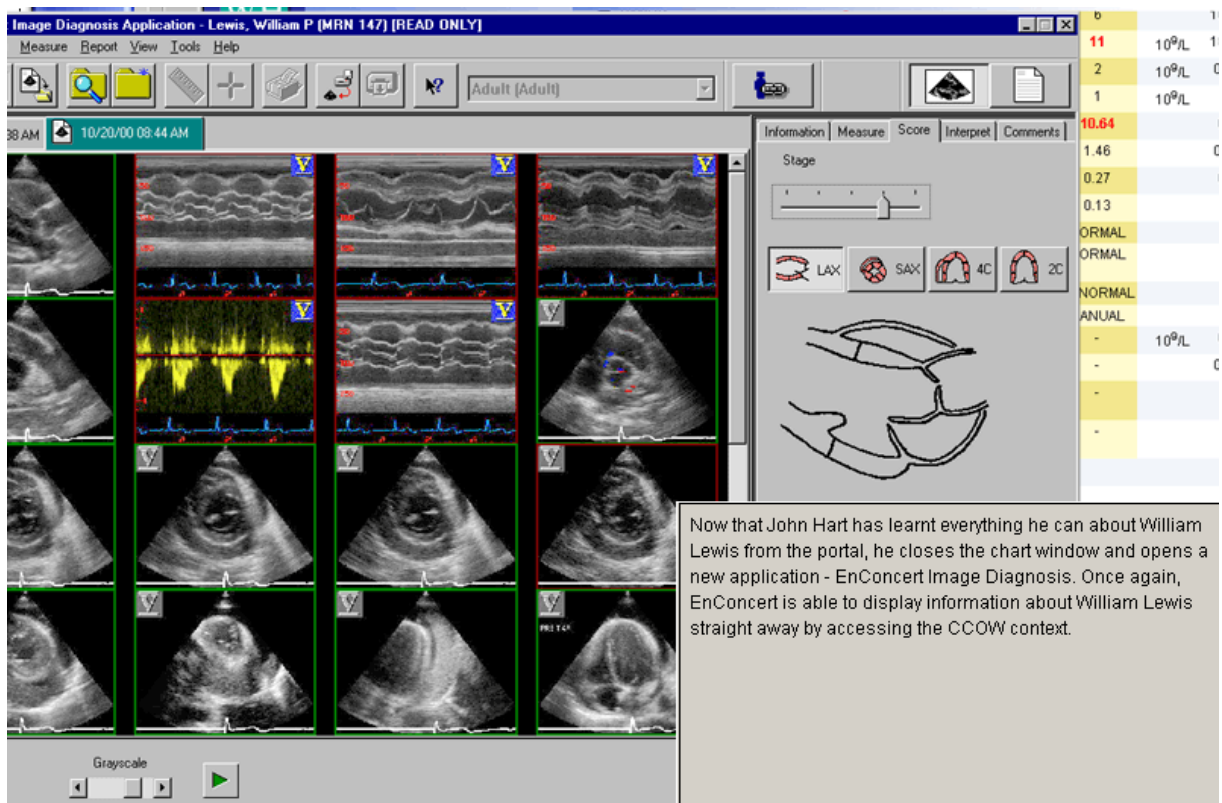 Image Diagnosis Application - Lewis, William P (MRN 147) [READ ONLY]
Measure Report View Tools Help
Adult (Adult)
38 AM 10/20/00 08:44 AM
Information Measure Score Interpret Comments
Stage
LAX SAX 4C 2C
V
V
V
V
V
V
V
V
V
V
V
V
V
Grayscale
6
11 10⁹/L
2 10⁹/L
1 10⁹/L
10.64
1.46
0.27
0.13
ORMAL
ORMAL
NORMAL
ANUAL
- 10⁹/L
-
-
-
Now that John Hart has learnt everything he can about William
Lewis from the portal, he closes the chart window and opens a
new application - EnConcert Image Diagnosis. Once again,
EnConcert is able to display information about William Lewis
straight away by accessing the CCOW context.